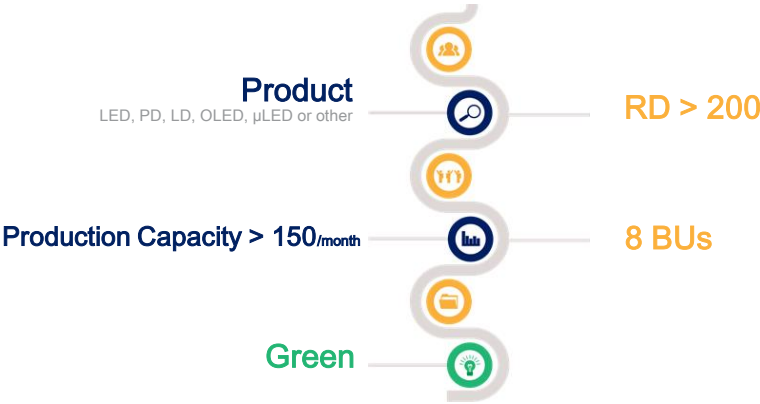 Product
LED, PD, LD, OLED, μLED or other
RD > 200
Production Capacity > 150/month
8 BUs
Green